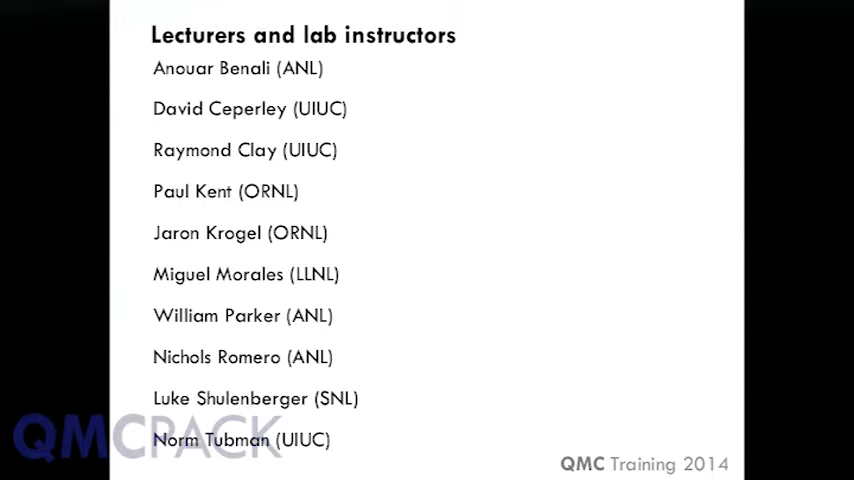 Lecturers and lab instructors
Anouar Benali (ANL)
David Ceperley (UIUC)
Raymond Clay (UIUC)
Paul Kent (ORNL)
Jaron Krogel (ORNL)
Miguel Morales (LLNL)
William Parker (ANL)
Nichols Romero (ANL)
Luke Shulenberger (SNL)
Norm Tubman (UIUC)
QMCPACK
QMC Training 2014